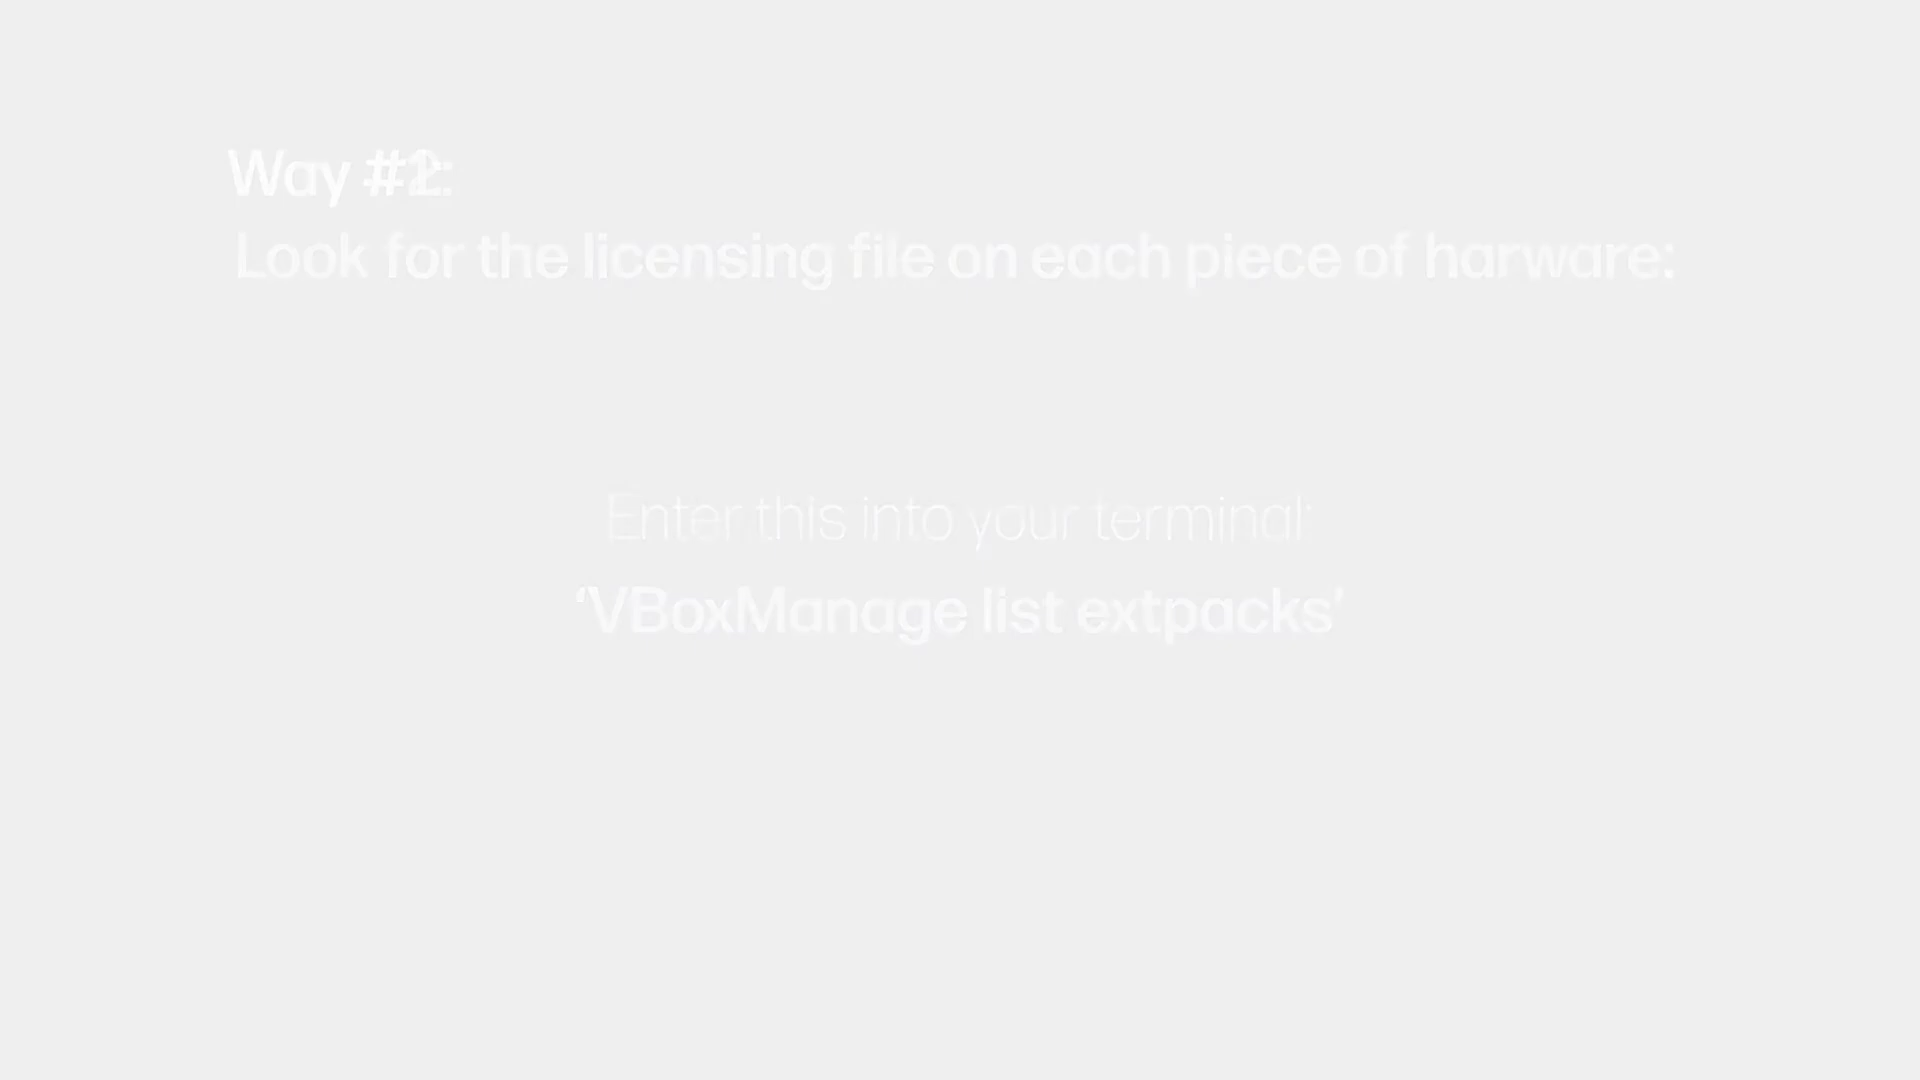 Way #2:
Look for the licensing file on each piece of harware:
Enter this into your terminal:
‘VBoxManage list extpacks’